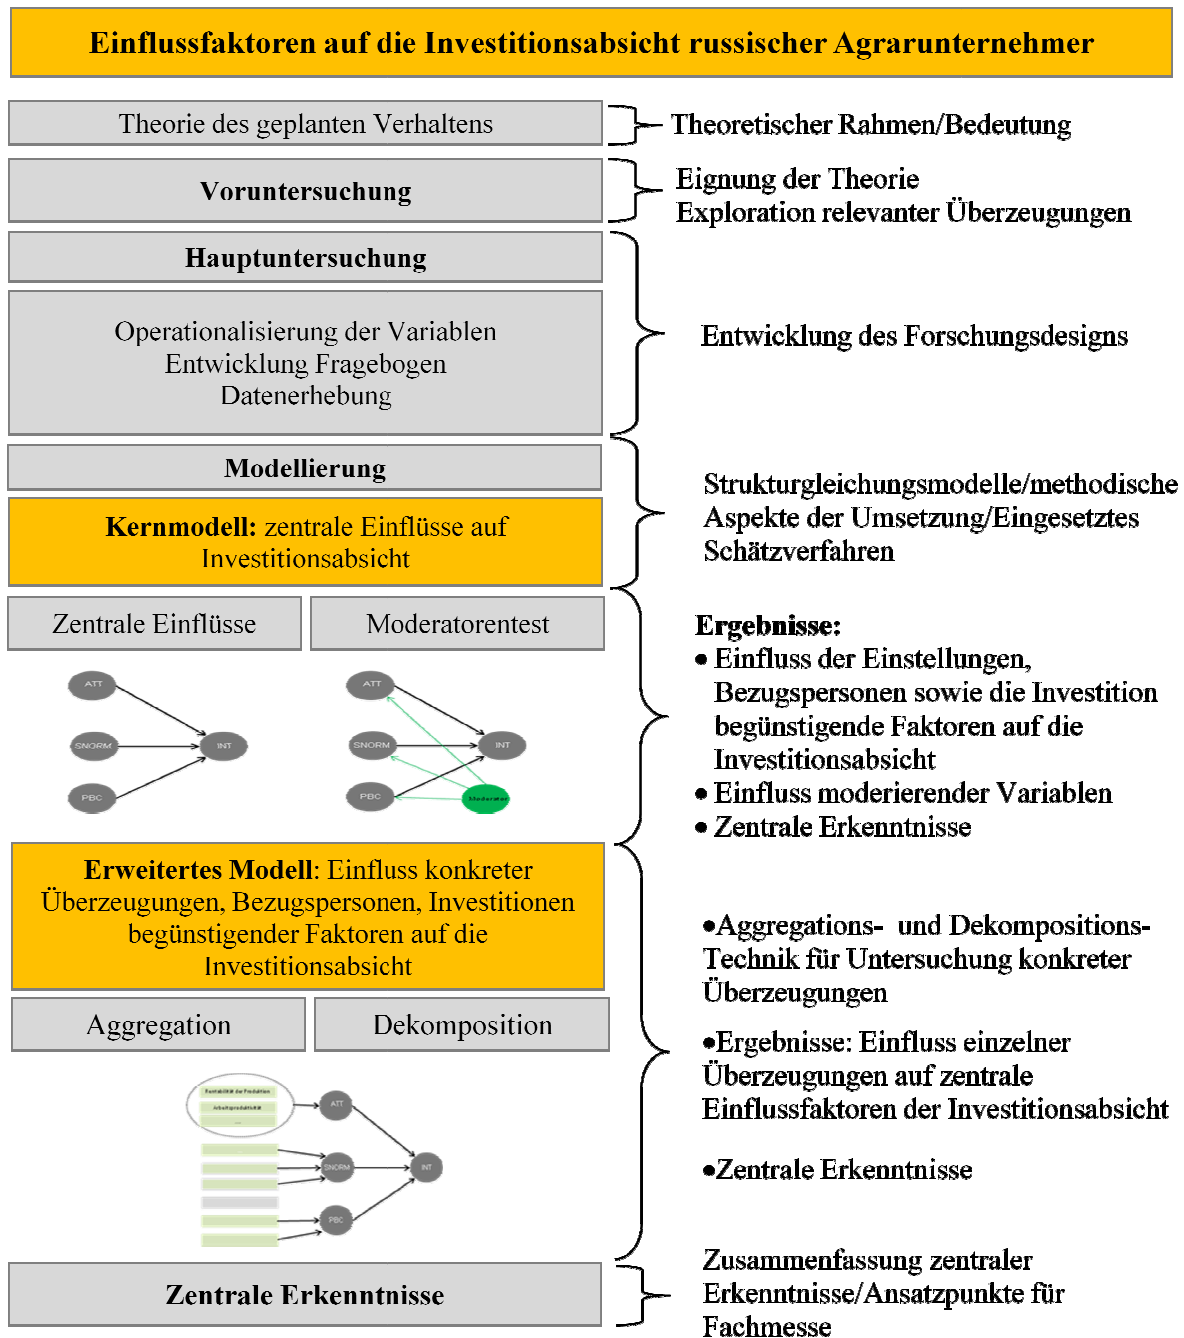 Einflussfaktoren auf die Investitionsabsicht russischer Agrarunternehmer
Theorie des geplanten Verhaltens
Theoretischer Rahmen/Bedeutung
Voruntersuchung
Eignung der Theorie
Exploration relevanter Überzeugungen
Hauptuntersuchung
Operationalisierung der Variablen
Entwicklung Fragebogen
Datenerhebung
Entwicklung des Forschungsdesigns
Modellierung
Kernmodell: zentrale Einflüsse auf
Investitionsabsicht
Strukturgleichungsmodelle/methodische
Aspekte der Umsetzung/Eingesetztes
Schätzverfahren
Zentrale Einflüsse
Moderatorentest
ATT
SNORM
PBC
INT
ATT
SNORM
PBC
INT
Moderator
Ergebnisse:
• Einfluss der Einstellungen,
Bezugspersonen sowie die Investition
begünstigende Faktoren auf die
Investitionsabsicht
• Einfluss moderierender Variablen
• Zentrale Erkenntnisse
Erweitertes Modell: Einfluss konkreter
Überzeugungen, Bezugspersonen, Investitionen
begünstigender Faktoren auf die
Investitionsabsicht
Aggregation
Dekomposition
Rentabilität der Produktion
Arbeitsproduktivität
....
ATT
SNORM
PBC
INT
•Aggregations- und Dekompositions-
Technik für Untersuchung konkreter
Überzeugungen
•Ergebnisse: Einfluss einzelner
Überzeugungen auf zentrale
Einflussfaktoren der Investitionsabsicht
•Zentrale Erkenntnisse
Zentrale Erkenntnisse
Zusammenfassung zentraler
Erkenntnisse/Ansatzpunkte für
Fachmesse